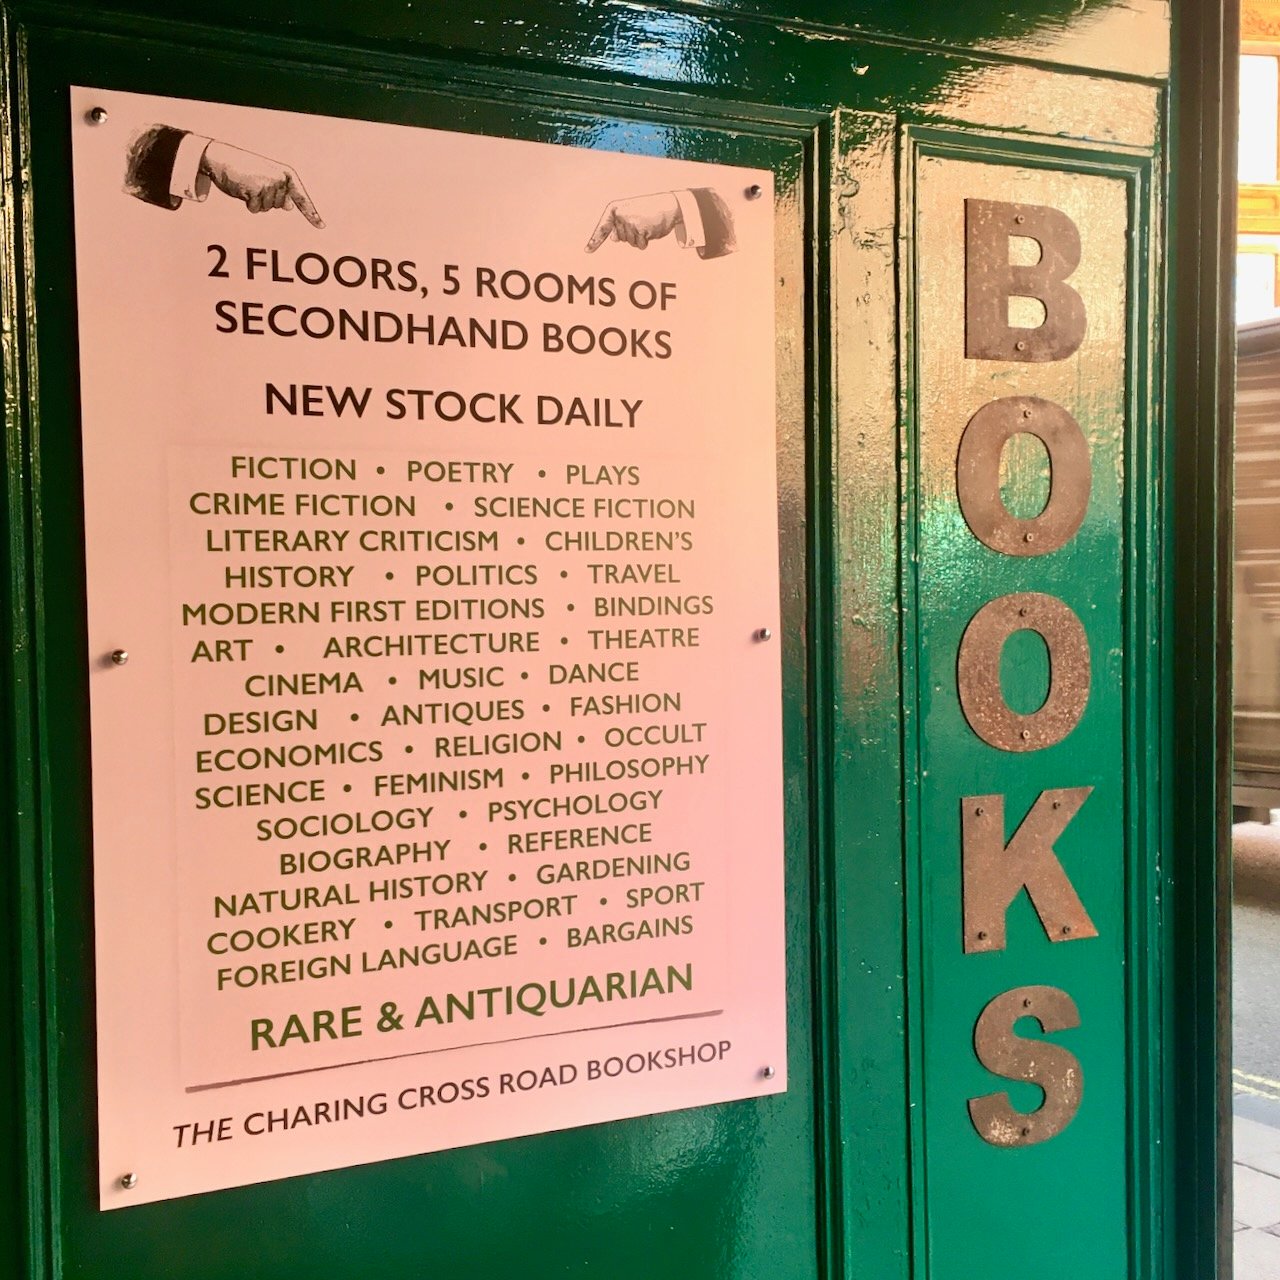 2 FLOORS, 5 ROOMS OF
SECONDHAND BOOKS
NEW STOCK DAILY
FICTION • POETRY • PLAYS
CRIME FICTION • SCIENCE FICTION
LITERARY CRITICISM • CHILDREN'S
HISTORY • POLITICS • TRAVEL
MODERN FIRST EDITIONS • BINDINGS
ART • ARCHITECTURE • THEATRE
CINEMA • MUSIC • DANCE
DESIGN • ANTIQUES • FASHION
ECONOMICS • RELIGION • OCCULT
SCIENCE • FEMINISM • PHILOSOPHY
SOCIOLOGY • PSYCHOLOGY
BIOGRAPHY • REFERENCE
NATURAL HISTORY • GARDENING
COOKERY • TRANSPORT • SPORT
FOREIGN LANGUAGE • BARGAINS
RARE & ANTIQUARIAN
THE CHARING CROSS ROAD BOOKSHOP
BOOKS